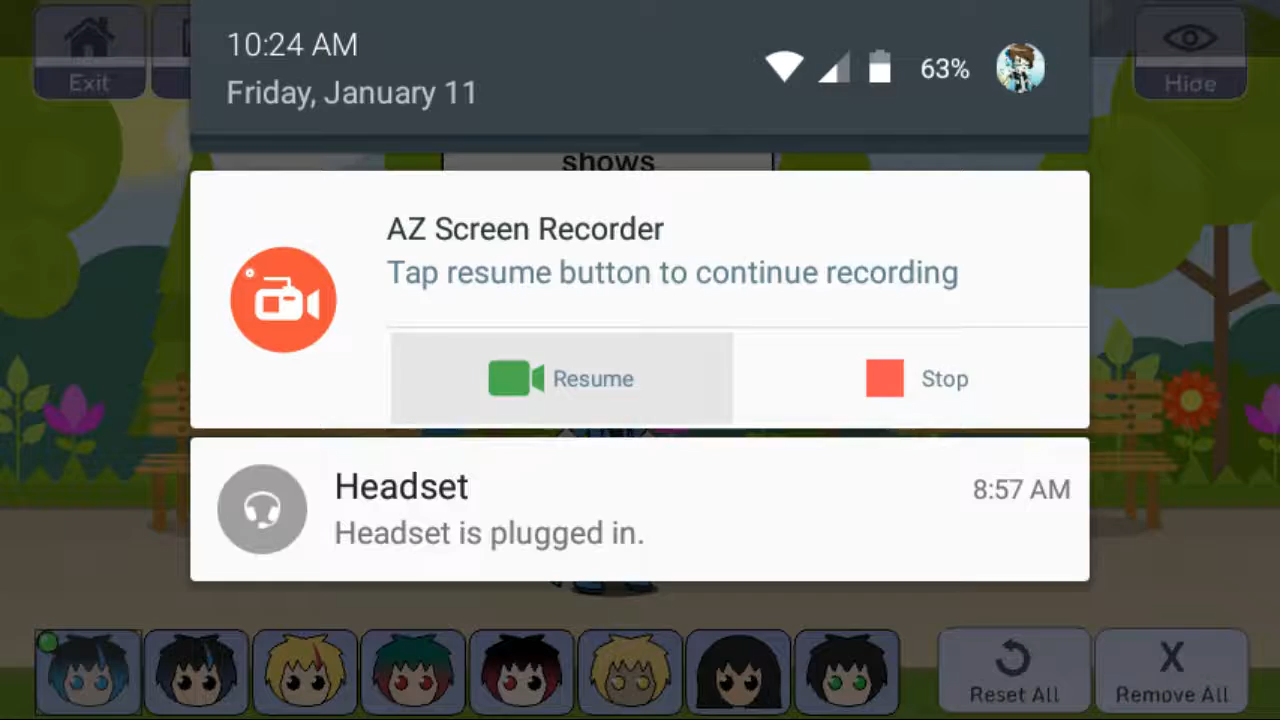 10:24 AM
63%
Friday, January 11
Exit
Hide
shows
AZ Screen Recorder
Tap resume button to continue recording
Resume
Stop
Headset
8:57 AM
Headset is plugged in.
Reset All
X
Remove All